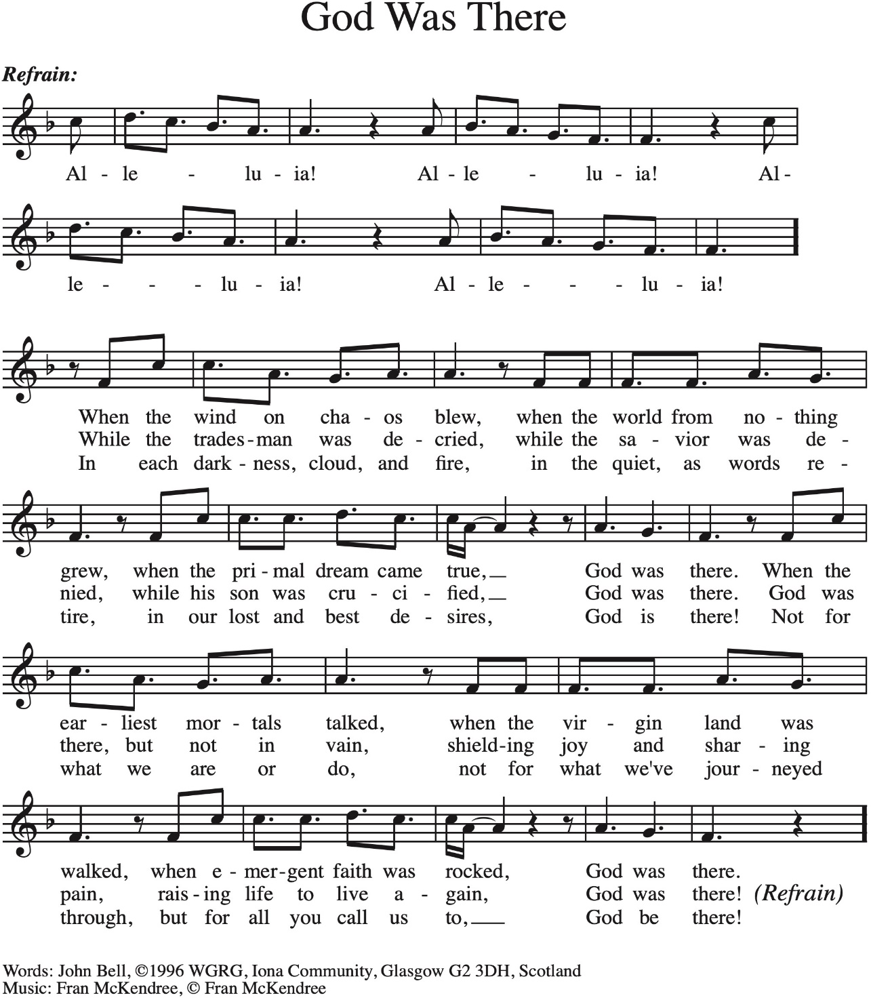 God Was There
Refrain:
Al - le - lu - ia! Al - le - lu - ia! Al -
le - - - lu - ia! Al - le - - - lu - ia!
When the wind on cha - os blew, when the world from no - thing
While the trades - man was de - cried, while the sa - vior was de -
In each dark - ness, cloud, and fire, in the quiet, as words re -
grew, when the pri - mal dream came true, God was there. When the
nied, while his son was cru - ci - fied, God was there. God was
tire, in our lost and best de - sires, God is there! Not for
ear - liest mor - tals talked, when the vir - gin land was
there, but not in vain, shield-ing joy and shar - ing
what we are or do, not for what we've jour - neyed
walked, when e - mer-gent faith was rocked, God was there.
pain, rais - ing life to live a - gain, God was there! (Refrain)
through, but for all you call us to, God be there!
Words: John Bell, ©1996 WGRG, Iona Community, Glasgow G2 3DH, Scotland
Music: Fran McKendree, © Fran McKendree